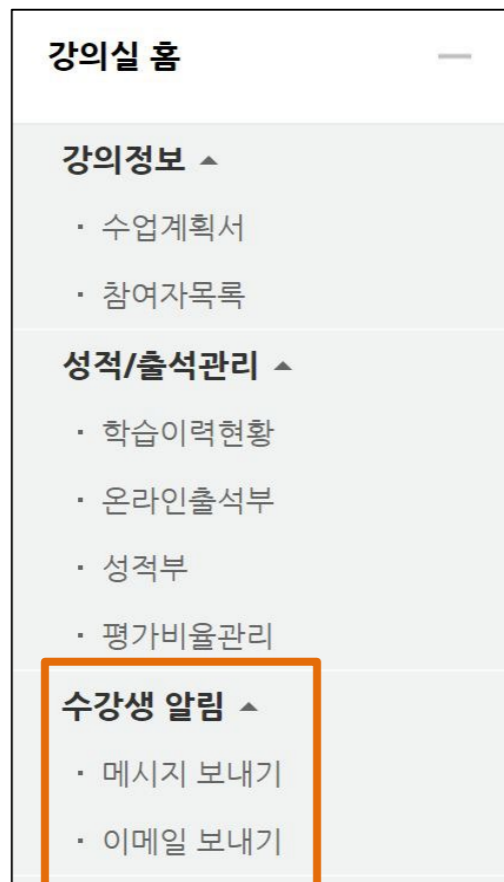 강의실 홈
강의정보
· 수업계획서
· 참여자목록
성적/출석관리
· 학습이력현황
· 온라인출석부
· 성적부
· 평가비율관리
수강생 알림
· 메시지 보내기
· 이메일 보내기